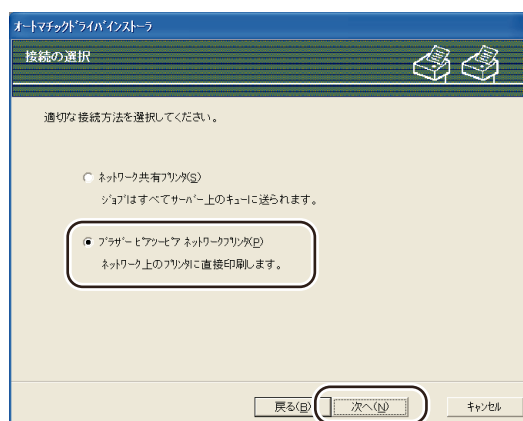 オートマチックドライバインストーラ
接続の選択
適切な接続方法を選択してください。
ネットワーク共有プリンタ(S)
ジョブはすべてサーバー上のキューに送られます。
ブラザー ピアツーピア ネットワークプリンタ(P)
ネットワーク上のプリンタに直接印刷します。
戻る(B) 次へ(N) キャンセル